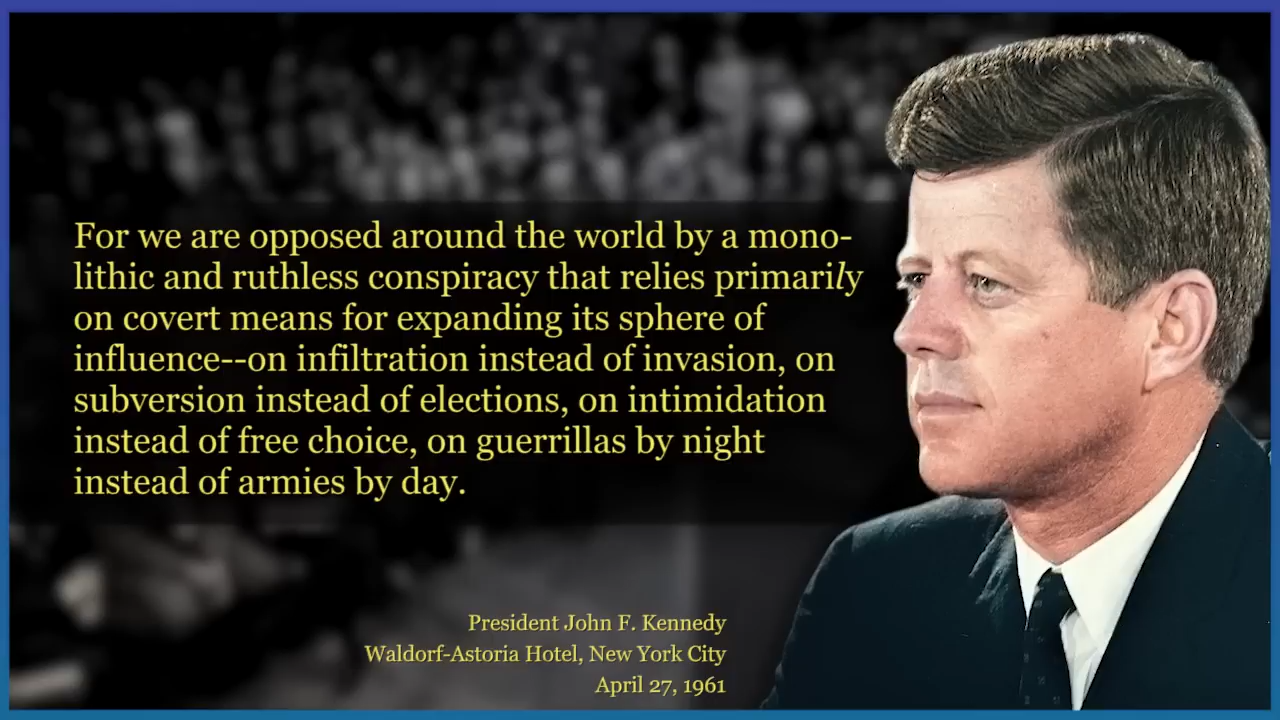 For we are opposed around the world by a mono-
lithic and ruthless conspiracy that relies primarily
on covert means for expanding its sphere of
influence--on infiltration instead of invasion, on
subversion instead of elections, on intimidation
instead of free choice, on guerrillas by night
instead of armies by day.
President John F. Kennedy
Waldorf-Astoria Hotel, New York City
April 27, 1961